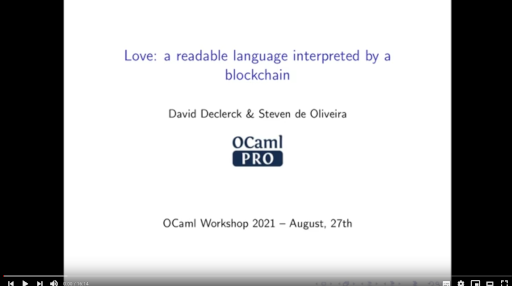 Love: a readable language interpreted by a
blockchain
David Declerck & Steven de Oliveira
OCaml
PRO
OCaml Workshop 2021 – August, 27th